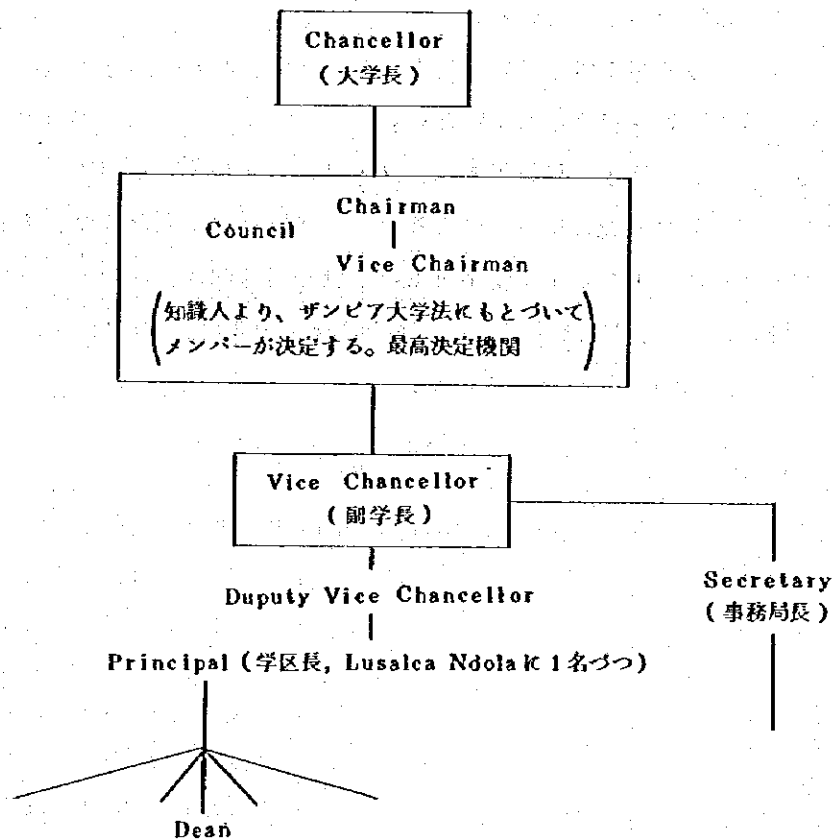 Chancellor
(大学長)
Chairman
Council
Vice Chairman
(知識人より、ザンビア大学法にもとづいて
メンバーが決定する。最高決定機関)
Vice Chancellor
(副学長)
Duputy Vice Chancellor
Secretary
(事務局長)
Principal (学区長, Lusalca Ndolaに1名づつ)
Dean